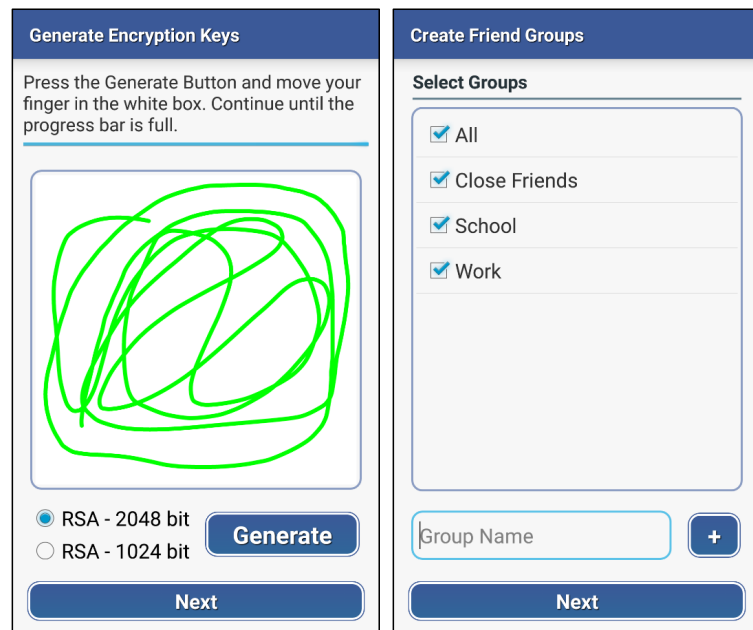 Generate Encryption Keys
Press the Generate Button and move your
finger in the white box. Continue until the
progress bar is full.
RSA - 2048 bit
RSA - 1024 bit
Generate
Next
Create Friend Groups
Select Groups
All
Close Friends
School
Work
Group Name
+
Next